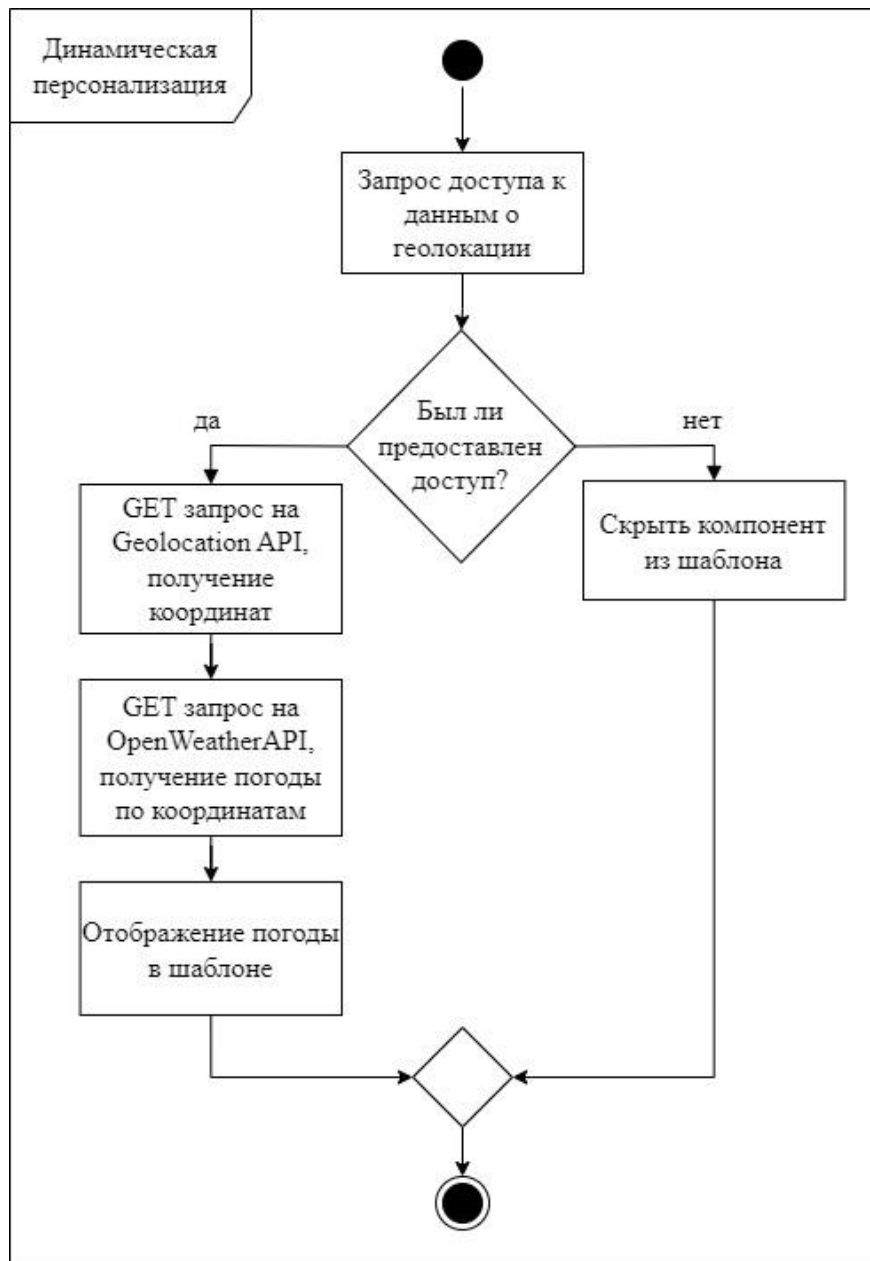 Динамическая
персонализация
Запрос доступа к
данным о
геолокации
Был ли
предоставлен
доступ?
да
нет
GET запрос на
Geolocation API,
получение
координат
Скрыть компонент
из шаблона
GET запрос на
OpenWeatherAPI,
получение погоды
по координатам
Отображение погоды
в шаблоне